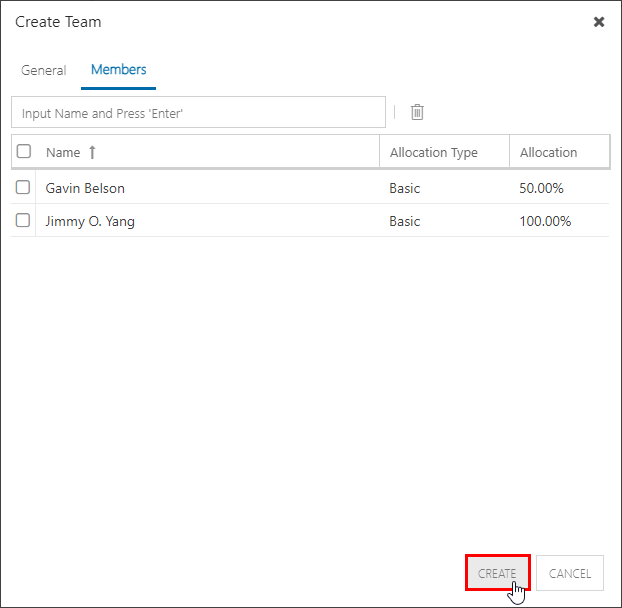 Create Team
General Members
Input Name and Press 'Enter'
Name Allocation Type Allocation
Gavin Belson Basic 50.00%
Jimmy O. Yang Basic 100.00%
CREATE CANCEL